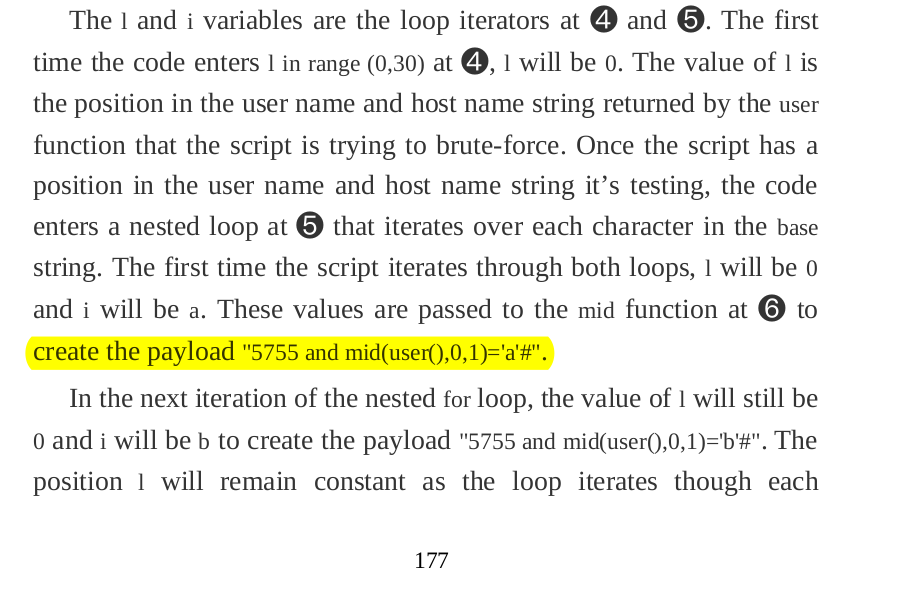 The l and i variables are the loop iterators at ❹ and ❺. The first
time the code enters l in range (0,30) at ❹, l will be 0. The value of l is
the position in the user name and host name string returned by the user
function that the script is trying to brute-force. Once the script has a
position in the user name and host name string it’s testing, the code
enters a nested loop at ❺ that iterates over each character in the base
string. The first time the script iterates through both loops, l will be 0
and i will be a. These values are passed to the mid function at ❻ to
create the payload "5755 and mid(user(),0,1)='a'#".
In the next iteration of the nested for loop, the value of l will still be
0 and i will be b to create the payload "5755 and mid(user(),0,1)='b'#". The
position l will remain constant as the loop iterates though each
177